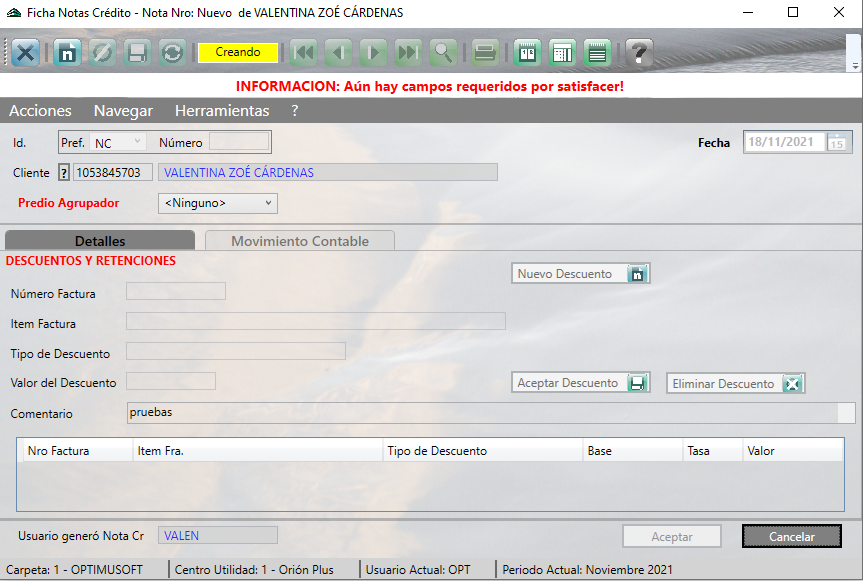 Ficha Notas Crédito - Nota Nro: Nuevo de VALENTINA ZOÉ CÁRDENAS
Creando
INFORMACION: Aún hay campos requeridos por satisfacer!
Acciones Navegar Herramientas ?
Id. Pref. NC Número Fecha 18/11/2021 15
Cliente ? 1053845703 VALENTINA ZOÉ CÁRDENAS
Predio Agrupador <Ninguno>
Detalles Movimiento Contable
DESCUENTOS Y RETENCIONES
Nuevo Descuento
Número Factura
Item Factura
Tipo de Descuento
Valor del Descuento Aceptar Descuento Eliminar Descuento
Comentario pruebas
Nro Factura Item Fra. Tipo de Descuento Base Tasa Valor
Usuario generó Nota Cr VALEN Aceptar Cancelar
Carpeta: 1 - OPTIMUSOFT Centro Utilidad: 1 - Orión Plus Usuario Actual: OPT Periodo Actual: Noviembre 2021